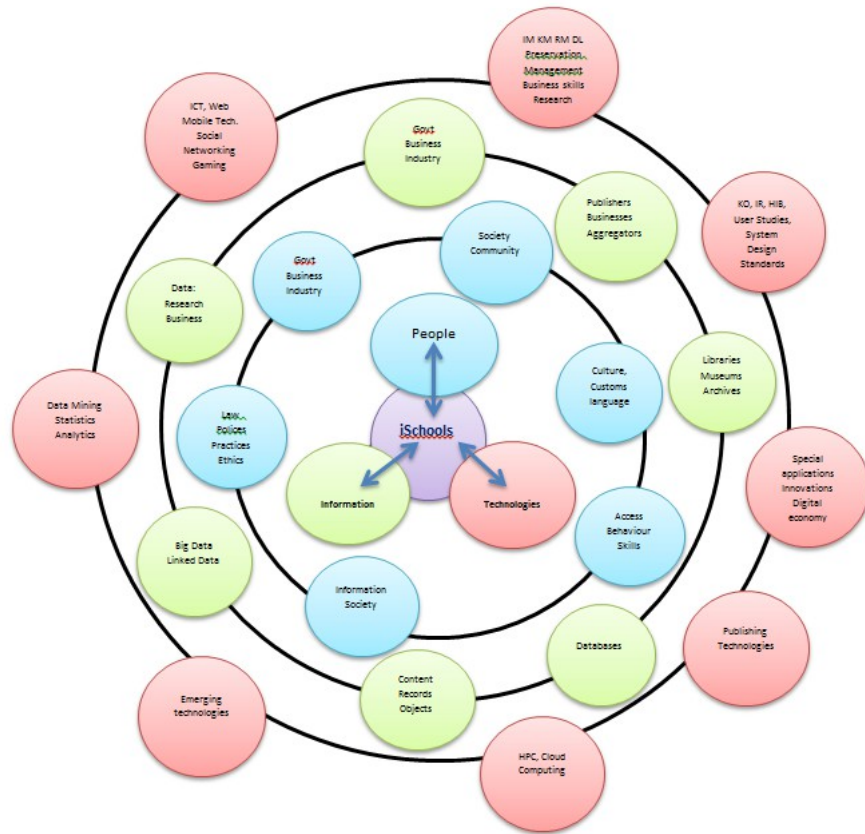 IM KM RM DL
Preservation
Management
Business skills
Research
ICT, Web
Mobile Tech.
Social
Networking
Gaming
Govt
Business
Industry
Publishers
Businesses
Aggregators
KO, IR, HIB,
User Studies,
System
Design
Standards
Society
Community
Govt
Business
Industry
Data:
Research
Business
People
Culture,
Customs
language
Libraries
Museums
Archives
Data Mining
Statistics
Analytics
Law,
Polices
Practices
Ethics
iSchools
Information
Technologies
Special
applications
Innovations
Digital
economy
Access
Behaviour
Skills
Big Data
Linked Data
Information
Society
Databases
Publishing
Technologies
Content
Records
Objects
Emerging
technologies
HPC, Cloud
Computing